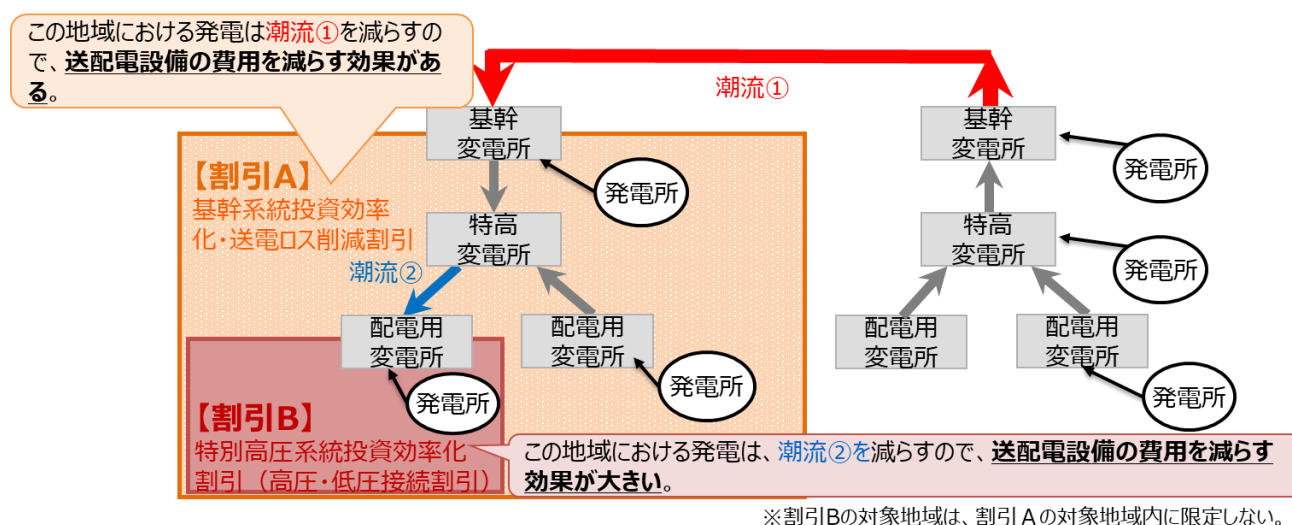 この地域における発電は潮流①を減らすの
で、送配電設備の費用を減らす効果があ
る。
潮流①
基幹
変電所
発電所
【割引A】
基幹系統投資効率
化・送電ロス削減割引
特高
変電所
潮流②
配電用
変電所
配電用
変電所
発電所
発電所
基幹
変電所
発電所
特高
変電所
発電所
配電用
変電所
配電用
変電所
発電所
【割引B】
特別高圧系統投資効率化
割引（高圧・低圧接続割引）
この地域における発電は、潮流②を減らすので、送配電設備の費用を減らす
効果が大きい。
※割引Bの対象地域は、割引Aの対象地域内に限定しない。